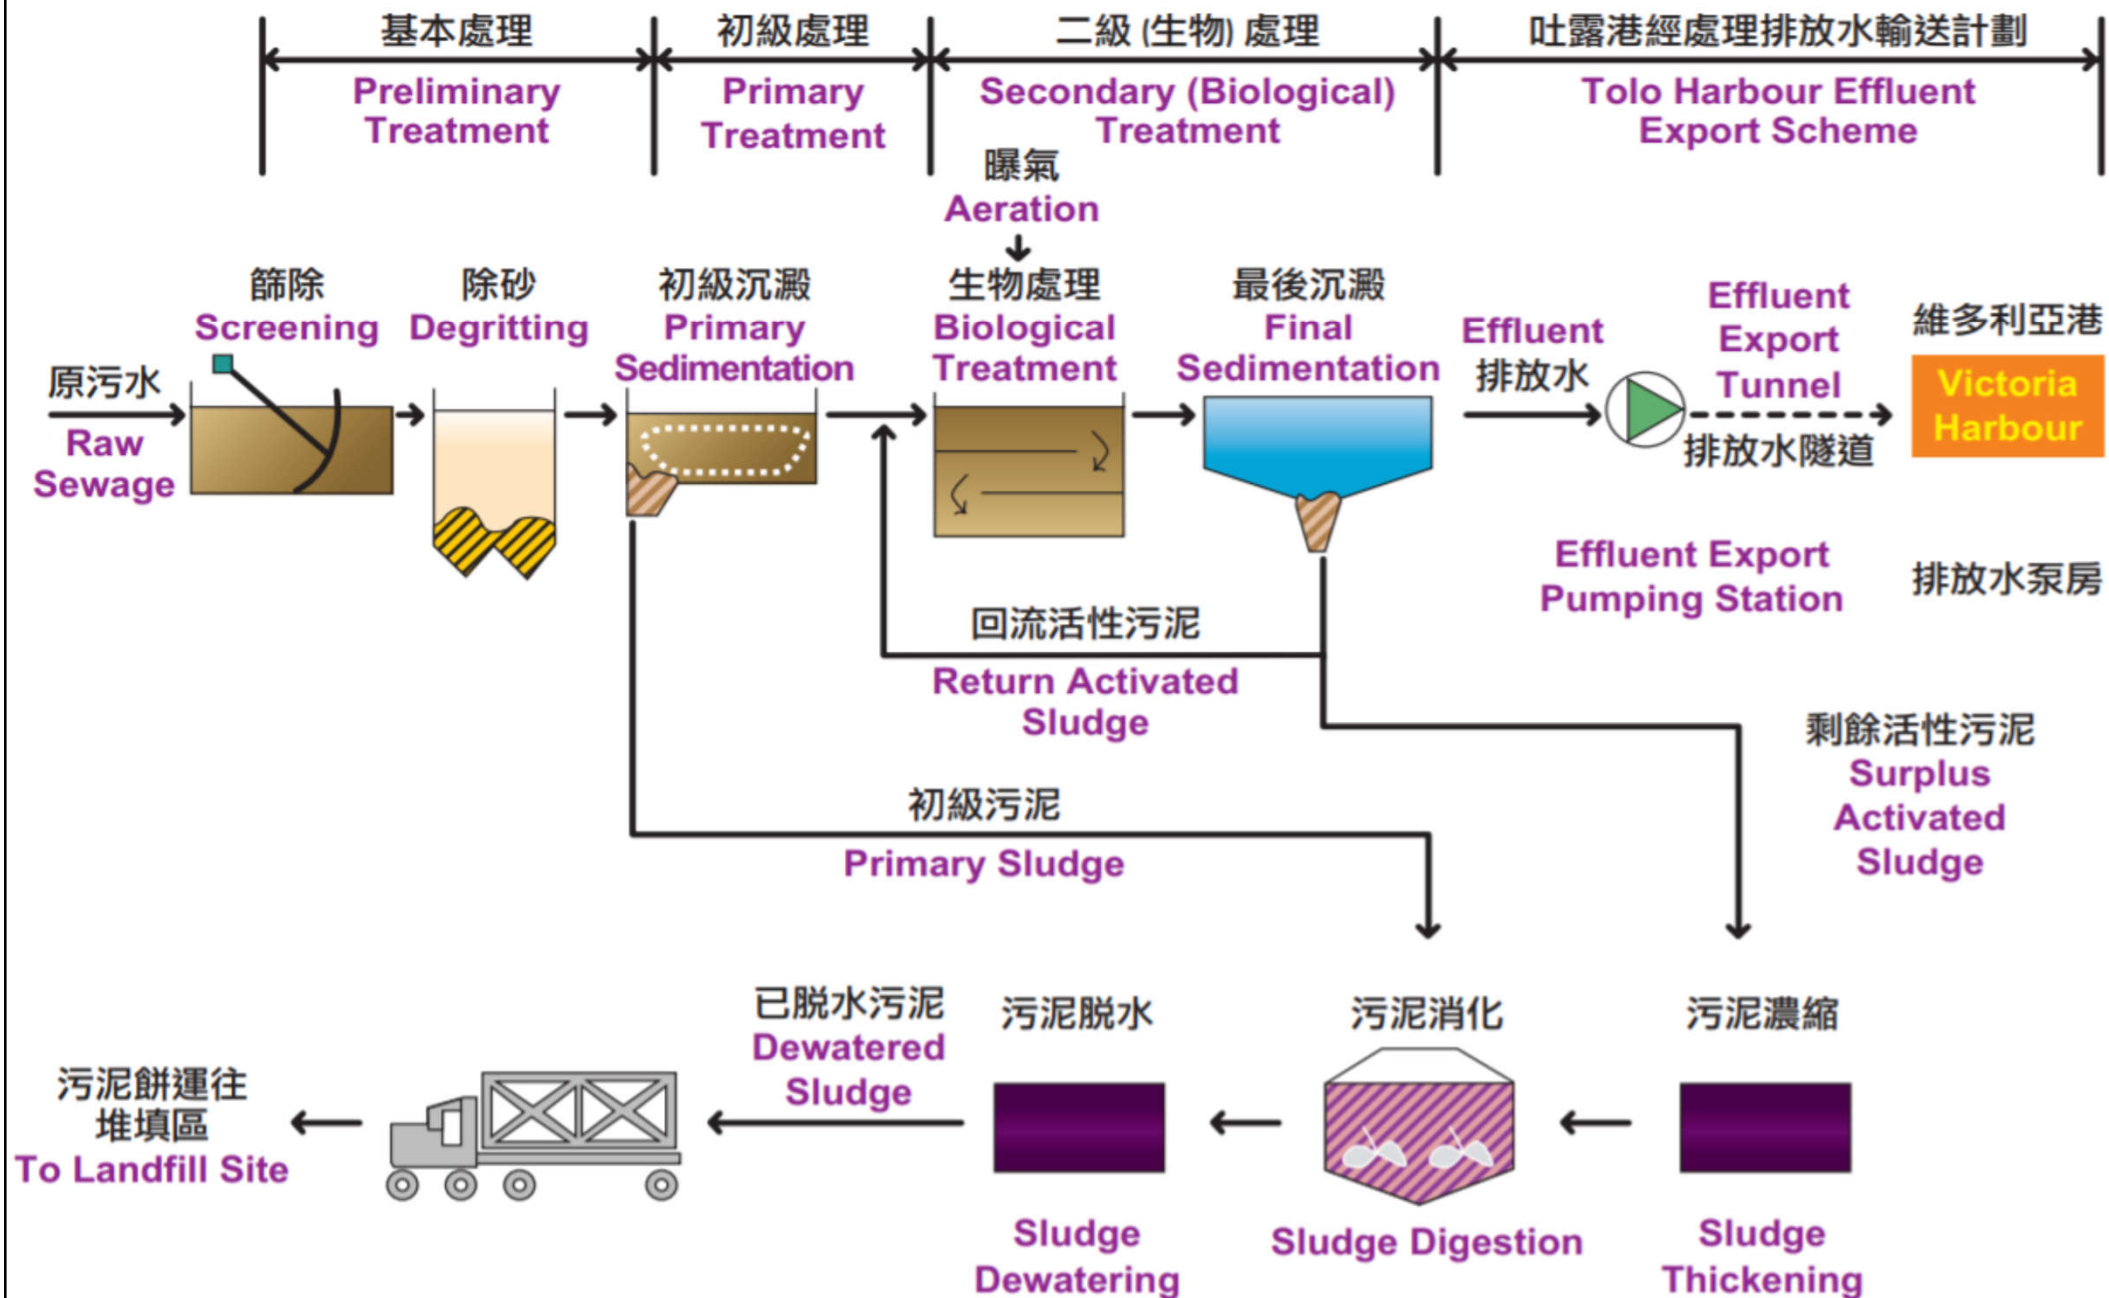 基本處理
Preliminary
Treatment
初級處理
Primary
Treatment
二級 (生物) 處理
Secondary (Biological)
Treatment
吐露港經處理排放水輸送計劃
Tolo Harbour Effluent
Export Scheme
曝氣
Aeration
篩除
Screening
除砂
Degritting
初級沉澱
Primary
Sedimentation
生物處理
Biological
Treatment
最後沉澱
Final
Sedimentation
原污水
Raw
Sewage
Effluent
排放水
Effluent
Export
Tunnel
排放水隧道
維多利亞港
Victoria
Harbour
Effluent Export
Pumping Station
排放水泵房
回流活性污泥
Return Activated
Sludge
剩餘活性污泥
Surplus
Activated
Sludge
初級污泥
Primary Sludge
污泥餅運往
堆填區
To Landfill Site
已脫水污泥
Dewatered
Sludge
污泥脫水
Sludge
Dewatering
污泥消化
Sludge Digestion
污泥濃縮
Sludge
Thickening